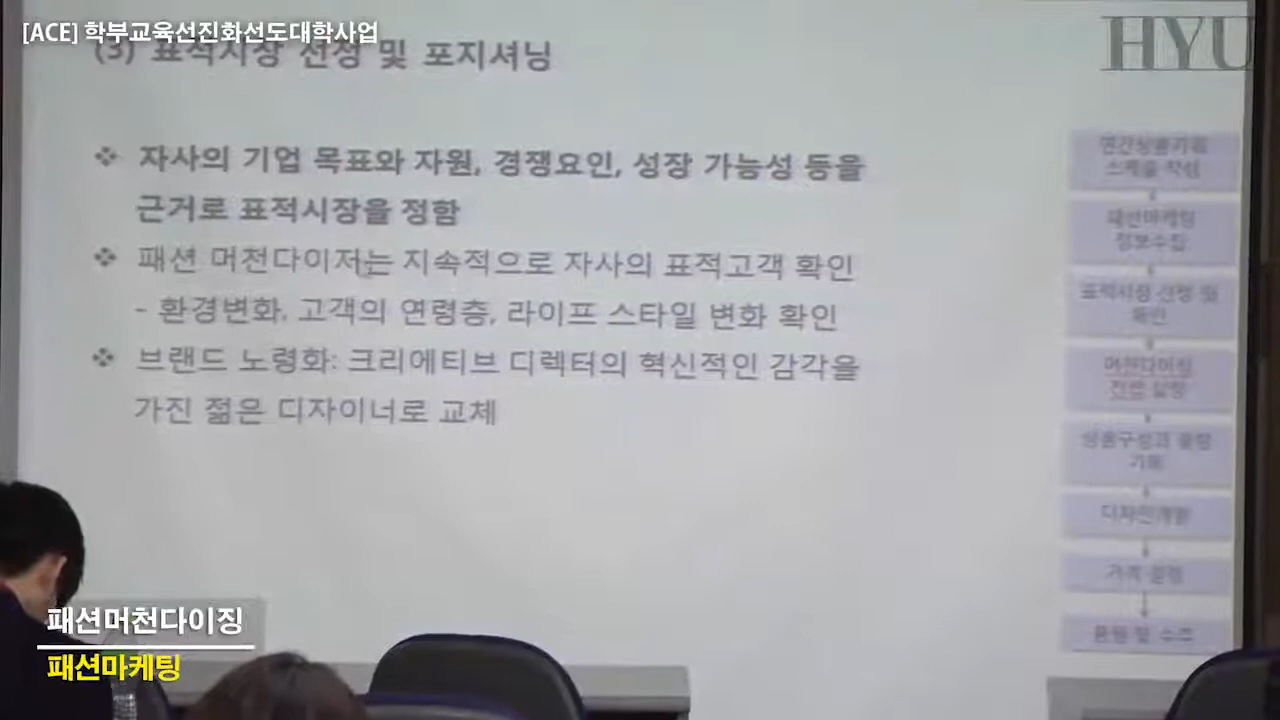 [ACE] 학부교육선진화선도대학사업
HYU
(3) 표적시장 선정 및 포지셔닝
❖ 자사의 기업 목표와 자원, 경쟁요인, 성장 가능성 등을
근거로 표적시장을 정함
❖ 패션 머천다이저는 지속적으로 자사의 표적고객 확인
- 환경변화, 고객의 연령층, 라이프 스타일 변화 확인
❖ 브랜드 노령화: 크리에티브 디렉터의 혁신적인 감각을
가진 젊은 디자이너로 교체
연간상품기획
스케줄 작성
패션마케팅
정보수집
표적시장 선정 및
확인
머천다이징
상품구성과 물량
기획
디자인개발
가격 결정
패션머천다이징
패션마케팅